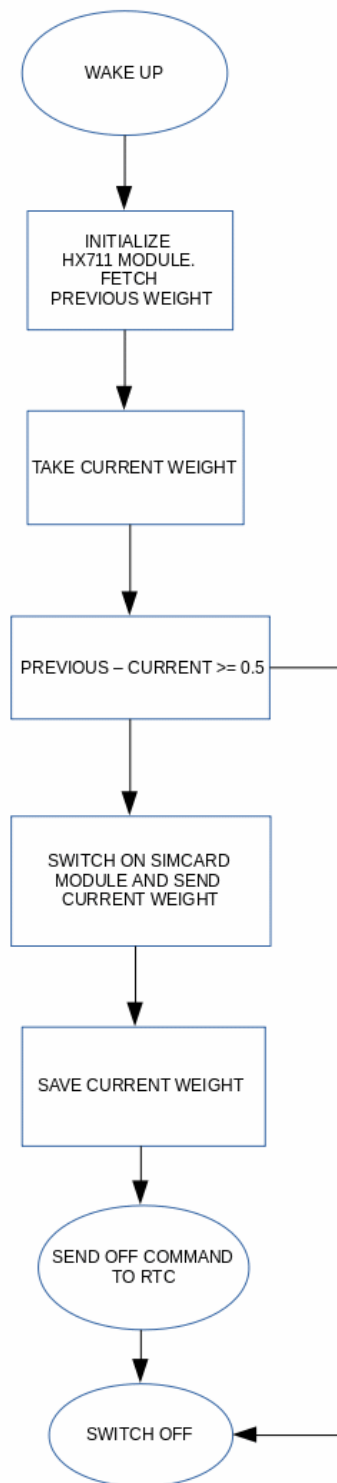 WAKE UP
INITIALIZE
HX711 MODULE.
FETCH
PREVIOUS WEIGHT
TAKE CURRENT WEIGHT
PREVIOUS – CURRENT >= 0.5
SWITCH ON SIMCARD
MODULE AND SEND
CURRENT WEIGHT
SAVE CURRENT WEIGHT
SEND OFF COMMAND
TO RTC
SWITCH OFF